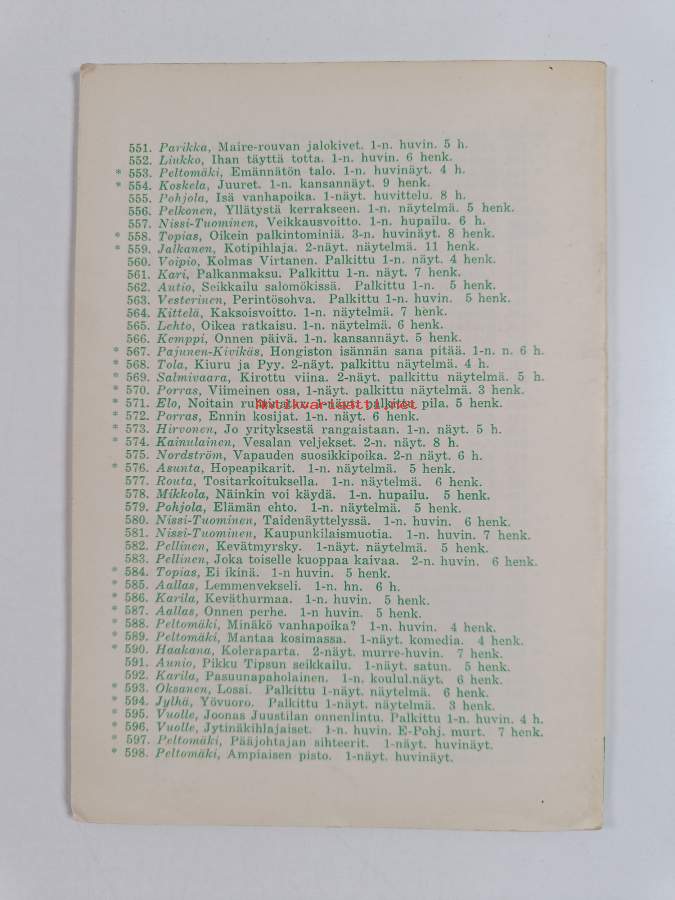 551. Parikka, Maire-rouvan jalokivet. 1-n. huvin. 5 h.
552. Liukko, Ihan täyttä totta. 1-n. huvin. 6 henk.
* 553. Peltomäki, Emännätön talo. 1-n. huvinäyt. 4 h.
* 554. Koskela, Juuret. 1-n. kansannäyt. 9 henk.
555. Pohjola, Isä vanhapoika. 1-näyt. huvittelu. 8 h.
556. Pelkonen, Yllätystä kerrakseen. 1-n. näytelmä. 5 henk.
557. Nissi-Tuominen, Veikkausvoitto. 1-n. hupailu. 6 h.
* 558. Topias, Oikein palkintominiä. 3-n. huvinäyt. 8 henk.
* 559. Jalkanen, Kotipihlaja. 2-näyt. näytelmä. 11 henk.
560. Voipio, Kolmas Virtanen. Palkittu 1-n. näyt. 4 henk.
561. Kari, Palkanmaksu. Palkittu 1-n. näyt. 7 henk.
562. Autio, Seikkailu salomökissä. Palkittu 1-n. 5 henk.
563. Vesterinen, Perintösohva. Palkittu 1-n. huvin. 5 henk.
564. Kittelä, Kaksoisvoitto. 1-n. näytelmä. 7 henk.
565. Lehto, Oikea ratkaisu. 1-n. näytelmä. 6 henk.
566. Kemppi, Onnen päivä. 1-n. kansannäyt. 5 henk.
* 567. Pajunen-Kivikäs, Hongiston isännän sana pitää. 1-n. n. 6 h.
* 568. Tola, Kiuru ja Pyy. 2-näyt. palkittu näytelmä. 4 h.
* 569. Salmivaara, Kirottu viina. 2-näyt. palkittu näytelmä. 5 h.
* 570. Porras, Viimeinen osa, 1-näyt. palkittu näytelmä. 3 henk.
* 571. Elo, Noitain 1-näyt. palkittu pila. 5 henk.
Antikvariaatti.net
* 572. Porras, Ennin kosijat. 1-n. näyt. 6 henk.
* 573. Hirvonen, Jo yrityksestä rangaistaan. 1-n. näyt. 5 h.
* 574. Kainulainen, Vesalan veljekset. 2-n. näyt. 8 h.
575. Nordström, Vapauden suosikkipoika. 2-n näyt. 6 h.
* 576. Asunta, Hopeapikarit. 1-n. näytelmä. 5 henk.
577. Routa, Tositarkoituksella. 1-n. näytelmä. 6 henk.
578. Mikkola, Näinkin voi käydä. 1-n. hupailu. 5 henk.
579. Pohjola, Elämän ehto. 1-n. näytelmä. 5 henk.
580. Nissi-Tuominen, Taidenäyttelyssä. 1-n. huvin. 6 henk.
581. Nissi-Tuominen, Kaupunkilaismuotia. 1-n. huvin. 7 henk.
582. Pellinen, Kevätmyrsky. 1-näyt. näytelmä. 5 henk.
583. Pellinen, Joka toiselle kuoppaa kaivaa. 2-n. huvin. 6 henk.
* 584. Topias, Ei ikinä. 1-n huvin. 5 henk.
* 585. Aallas, Lemmenvekseli. 1-n. hn. 6 h.
* 586. Karila, Keväthurmaa. 1-n. huvin. 5 henk.
* 587. Aallas, Onnen perhe. 1-n huvin. 5 henk.
* 588. Peltomäki, Minäkö vanhapoika? 1-n. huvin. 4 henk.
* 589. Peltomäki, Mantaa kosimassa. 1-näyt. komedia. 4 henk.
* 590. Haakana, Koleraparta. 2-näyt. murre-huvin. 7 henk.
591. Aunio, Pikku Tipsun seikkailu. 1-näyt. satun. 5 henk.
592. Karila, Pasuunapaholainen. 1-n. koulul.näyt. 6 henk.
* 593. Oksanen, Lossi. Palkittu 1-näyt. näytelmä. 6 henk.
* 594. Jylhä, Yövuoro. Palkittu 1-näyt. näytelmä. 3 henk.
* 595. Vuolle, Joonas Juustilan onnenlintu. Palkittu 1-n. huvin. 4 h.
* 596. Vuolle, Jytinäkihlajaiset. 1-n. huvin. E-Pohj. murt. 7 henk.
* 597. Peltomäki, Pääjohtajan sihteerit. 1-näyt. huvinäyt.
* 598. Peltomäki, Ampiaisen pisto. 1-näyt. huvinäyt.